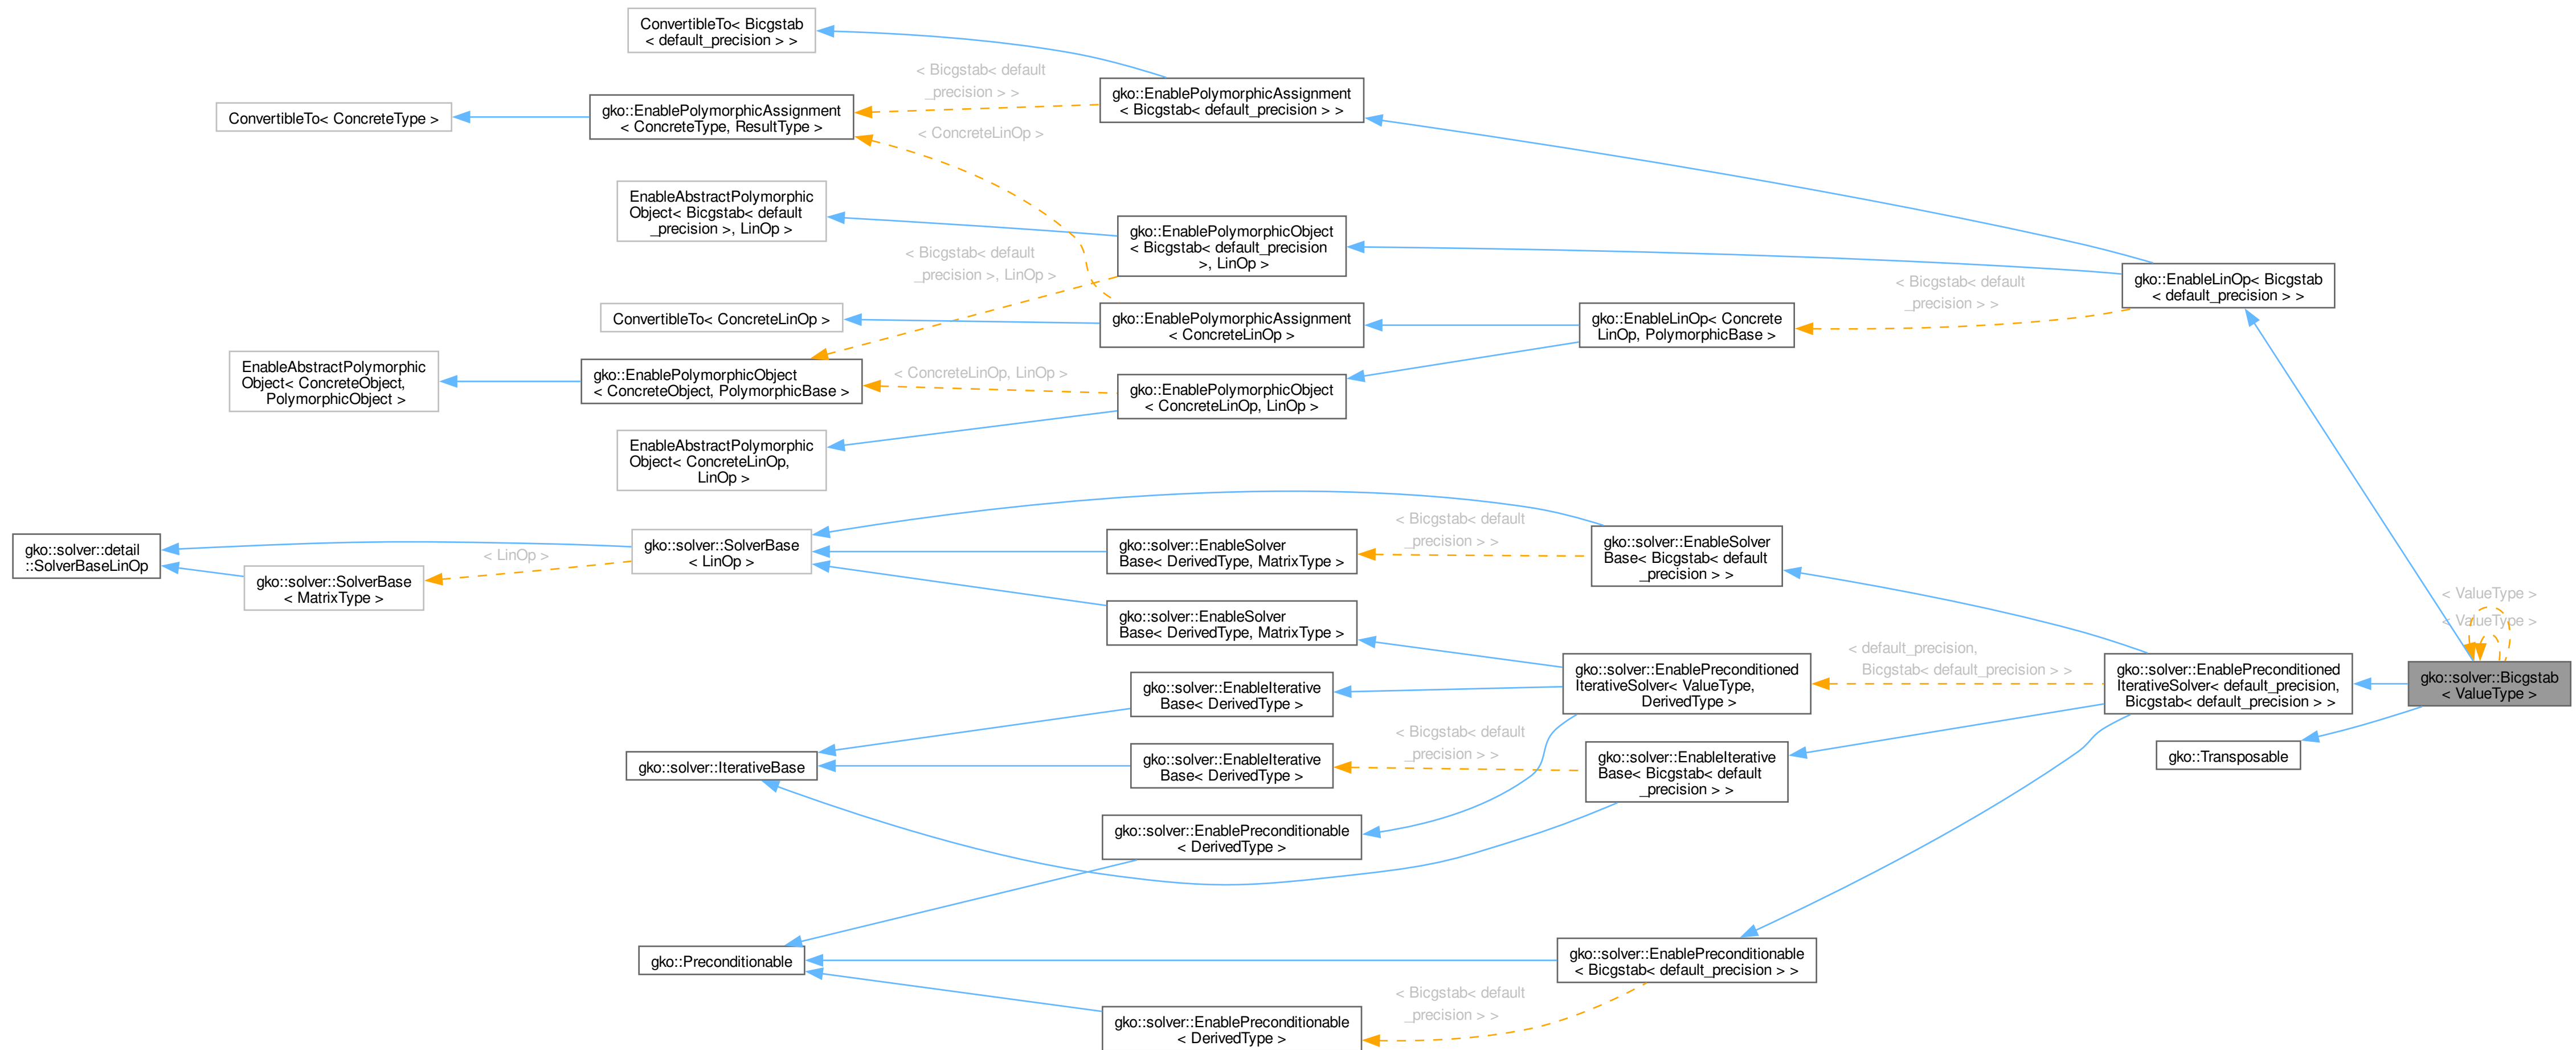 ConvertibleTo< Bicgstab
< default_precision > >
< Bicgstab< default
_precision > >
gko::EnablePolymorphicAssignment
< Bicgstab< default_precision > >
ConvertibleTo< ConcreteType >
gko::EnablePolymorphicAssignment
< ConcreteType, ResultType >
< ConcreteLinOp >
EnableAbstractPolymorphic
Object< Bicgstab< default
_precision >, LinOp >
gko::EnablePolymorphicObject
< Bicgstab< default_precision
>, LinOp >
< Bicgstab< default
_precision >, LinOp >
gko::EnableLinOp< Bicgstab
< default_precision > >
< Bicgstab< default
_precision > >
ConvertibleTo< ConcreteLinOp >
gko::EnablePolymorphicAssignment
< ConcreteLinOp >
gko::EnableLinOp< Concrete
LinOp, PolymorphicBase >
EnableAbstractPolymorphic
Object< ConcreteObject,
PolymorphicObject >
gko::EnablePolymorphicObject
< ConcreteObject, PolymorphicBase >
< ConcreteLinOp, LinOp >
gko::EnablePolymorphicObject
< ConcreteLinOp, LinOp >
EnableAbstractPolymorphic
Object< ConcreteLinOp,
LinOp >
gko::solver::detail
::SolverBaseLinOp
< LinOp >
gko::solver::SolverBase
< MatrixType >
gko::solver::SolverBase
< LinOp >
gko::solver::EnableSolver
Base< DerivedType, MatrixType >
< Bicgstab< default
_precision > >
gko::solver::EnableSolver
Base< Bicgstab< default
_precision > >
gko::solver::EnableSolver
Base< DerivedType, MatrixType >
< ValueType >
< ValueType >
gko::solver::EnableIterative
Base< DerivedType >
gko::solver::EnablePreconditioned
IterativeSolver< ValueType,
DerivedType >
< default_precision,
Bicgstab< default_precision > >
gko::solver::EnablePreconditioned
IterativeSolver< default_precision,
Bicgstab< default_precision > >
gko::solver::Bicgstab
< ValueType >
gko::solver::IterativeBase
gko::solver::EnableIterative
Base< DerivedType >
< Bicgstab< default
_precision > >
gko::solver::EnableIterative
Base< Bicgstab< default
_precision > >
gko::Transposable
gko::solver::EnablePreconditionable
< DerivedType >
gko::Preconditionable
gko::solver::EnablePreconditionable
< Bicgstab< default_precision > >
< Bicgstab< default
_precision > >
gko::solver::EnablePreconditionable
< DerivedType >